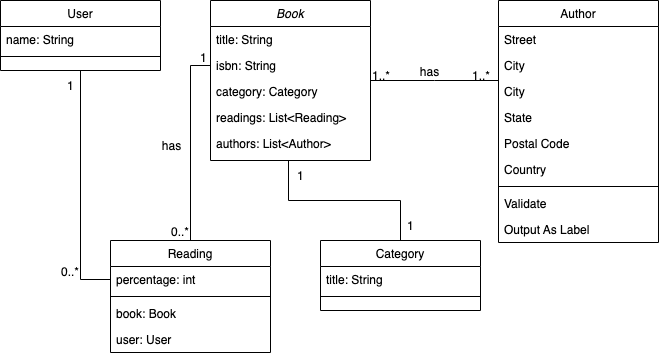 User
name: String
1
Book
title: String
isbn: String
category: Category
readings: List<Reading>
authors: List<Author>
1
1..*
has
1..*
Author
Street
City
City
State
Postal Code
Country
Validate
Output As Label
has
0..*
0..*
1
1
Reading
percentage: int
book: Book
user: User
Category
title: String